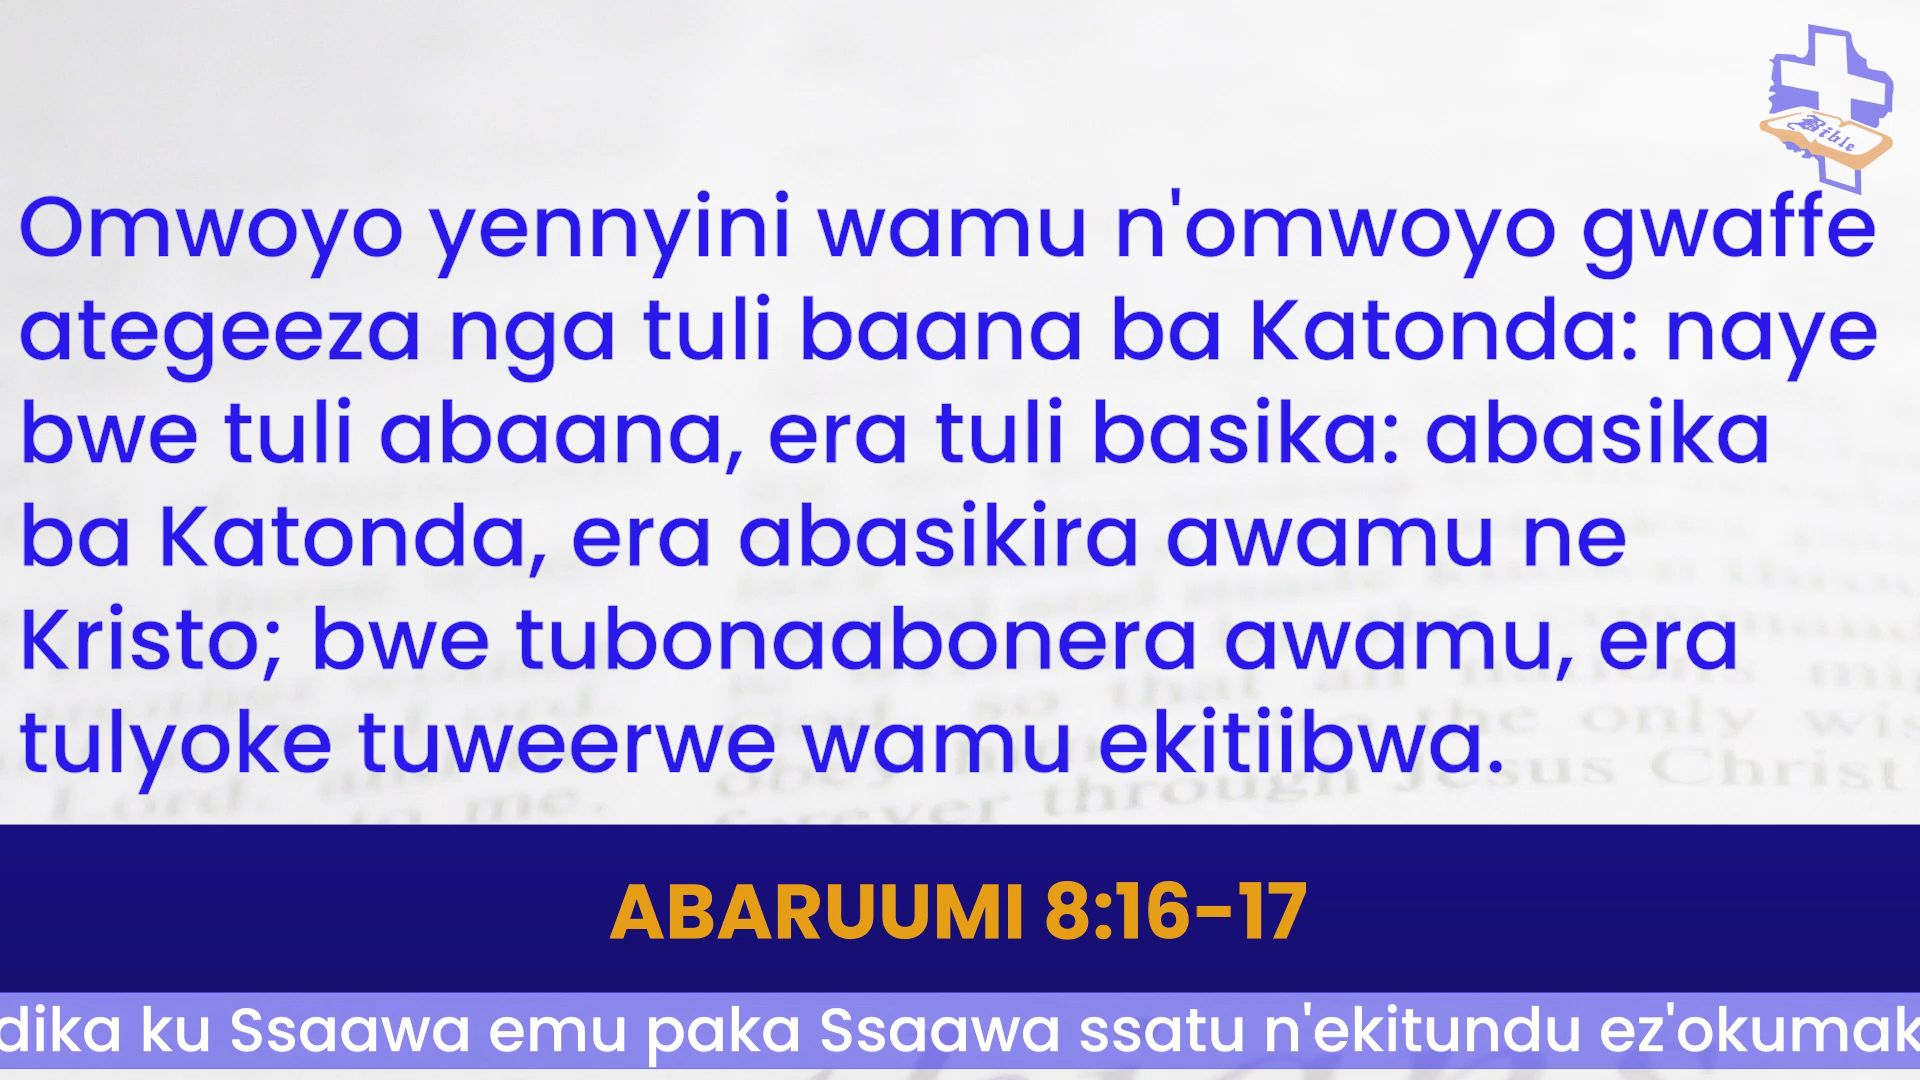 Bible
Omwoyo yennyini wamu n'omwoyo gwaffe
ategeeza nga tuli baana ba Katonda: naye
bwe tuli abaana, era tuli basika: abasika
ba Katonda, era abasikira awamu ne
Kristo; bwe tubonaabonera awamu, era
tulyoke tuweerwe wamu ekitiibwa.
ABARUUMI 8:16-17
dika ku Ssaawa emu paka Ssaawa ssatu n'ekitundu ez'okumak